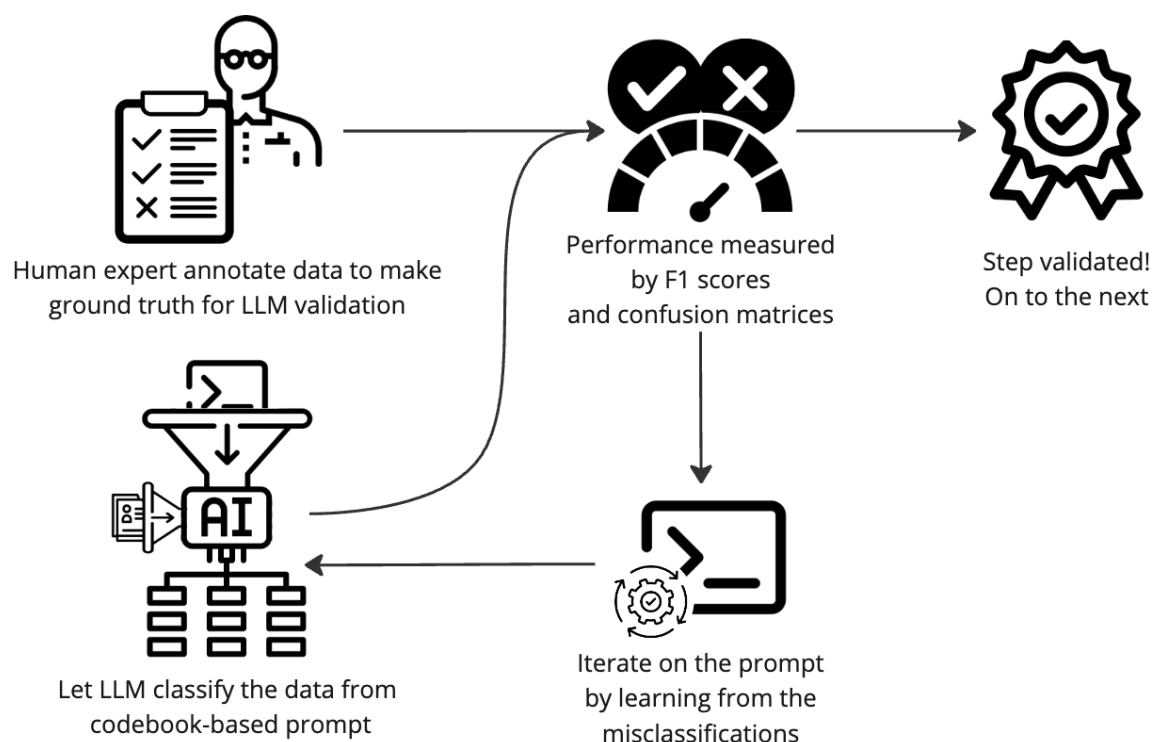 Human expert annotate data to make
ground truth for LLM validation
Performance measured
by F1 scores
and confusion matrices
Step validated!
On to the next
DO
AI
Let LLM classify the data from
codebook-based prompt
Iterate on the prompt
by learning from the
misclassifications